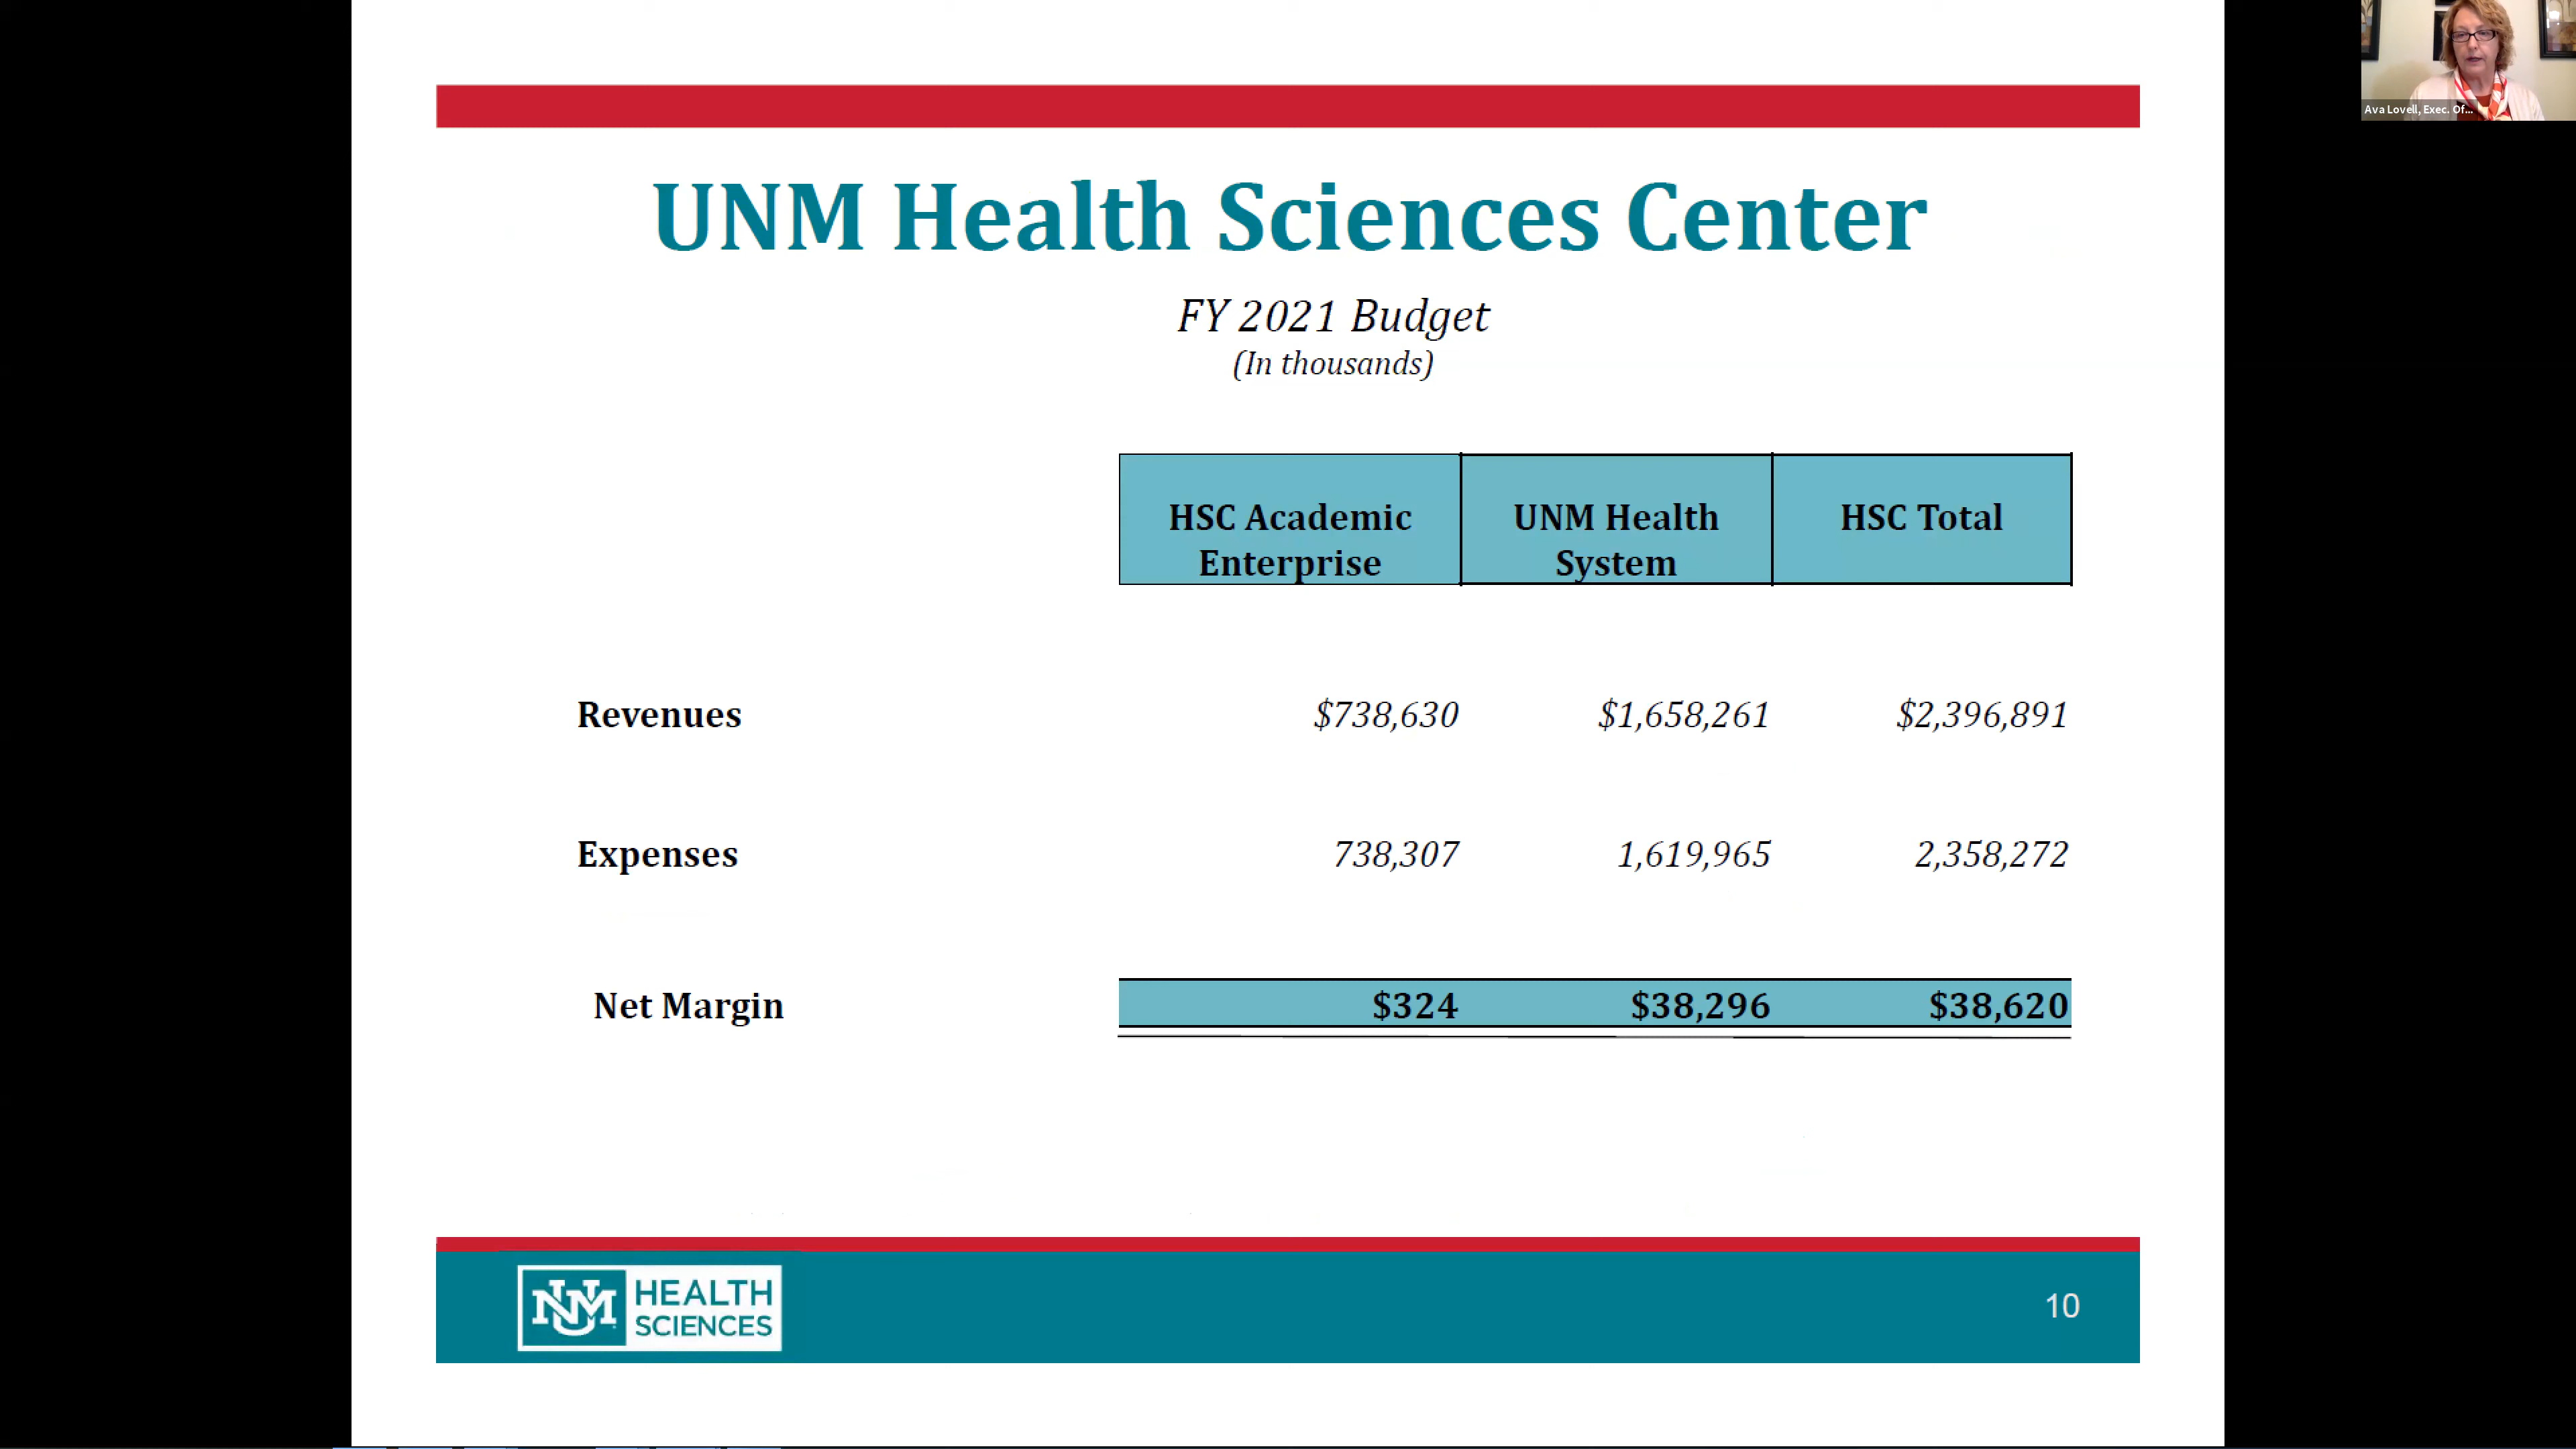 Ava Lovell, Exec. Of...
UNM Health Sciences Center
FY 2021 Budget
(In thousands)
HSC Academic Enterprise
UNM Health System
HSC Total
Revenues $738,630 $1,658,261 $2,396,891
Expenses 738,307 1,619,965 2,358,272
Net Margin $324 $38,296 $38,620
UNM HEALTH SCIENCES
10